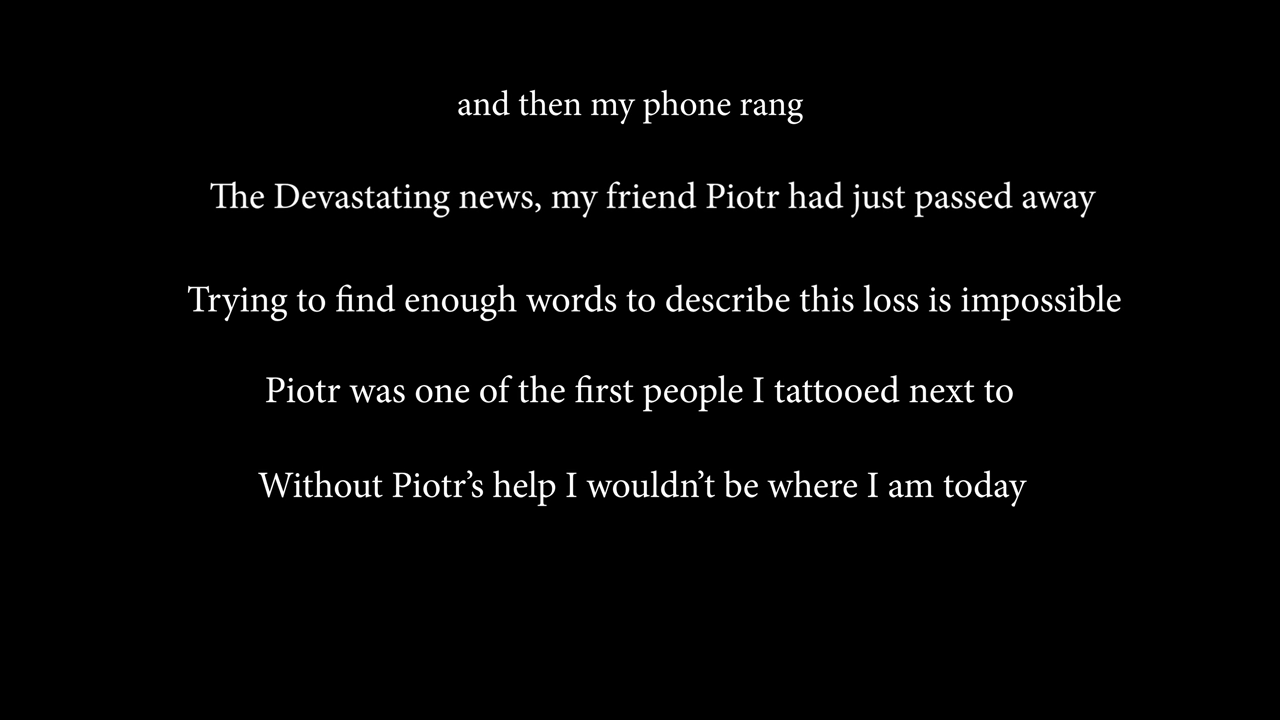 and then my phone rang
The Devastating news, my friend Piotr had just passed away
Trying to find enough words to describe this loss is impossible
Piotr was one of the first people I tattooed next to
Without Piotr’s help I wouldn’t be where I am today